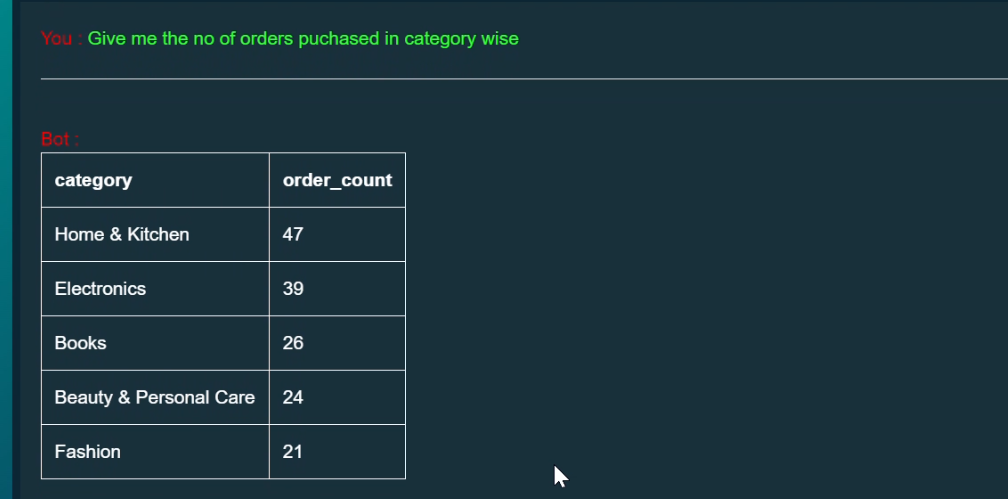 You : Give me the no of orders puchased in category wise
Bot :
category order_count
Home & Kitchen 47
Electronics 39
Books 26
Beauty & Personal Care 24
Fashion 21